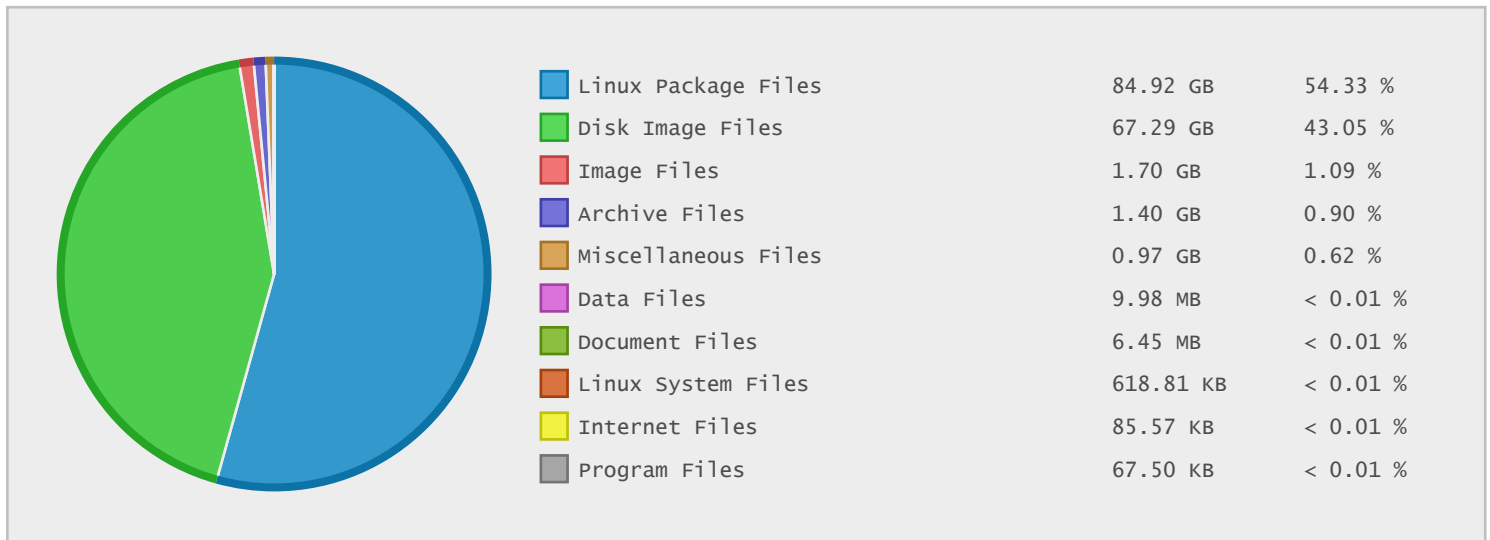 Linux Package Files 84.92 GB 54.33 %
Disk Image Files 67.29 GB 43.05 %
Image Files 1.70 GB 1.09 %
Archive Files 1.40 GB 0.90 %
Miscellaneous Files 0.97 GB 0.62 %
Data Files 9.98 MB < 0.01 %
Document Files 6.45 MB < 0.01 %
Linux System Files 618.81 KB < 0.01 %
Internet Files 85.57 KB < 0.01 %
Program Files 67.50 KB < 0.01 %